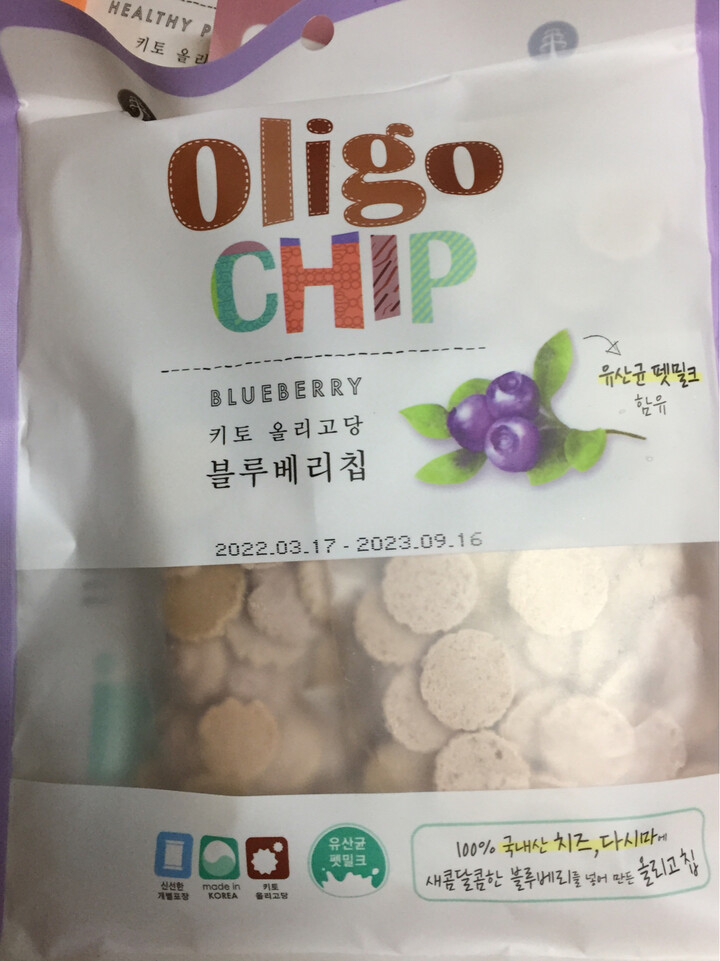 HEALTHY P
키토 올리
Oligo
CHIP
BLUEBERRY
키토 올리고당
블루베리칩
유산균 펫밀크
함유
2022.03.17 - 2023.09.16
신선한
개별포장
made in
KOREA
키토
올리고당
유산균
펫밀크
100% 국내산 치즈, 다시마에
새콤달콤한 블루베리를 넣어 만든 올리고칩